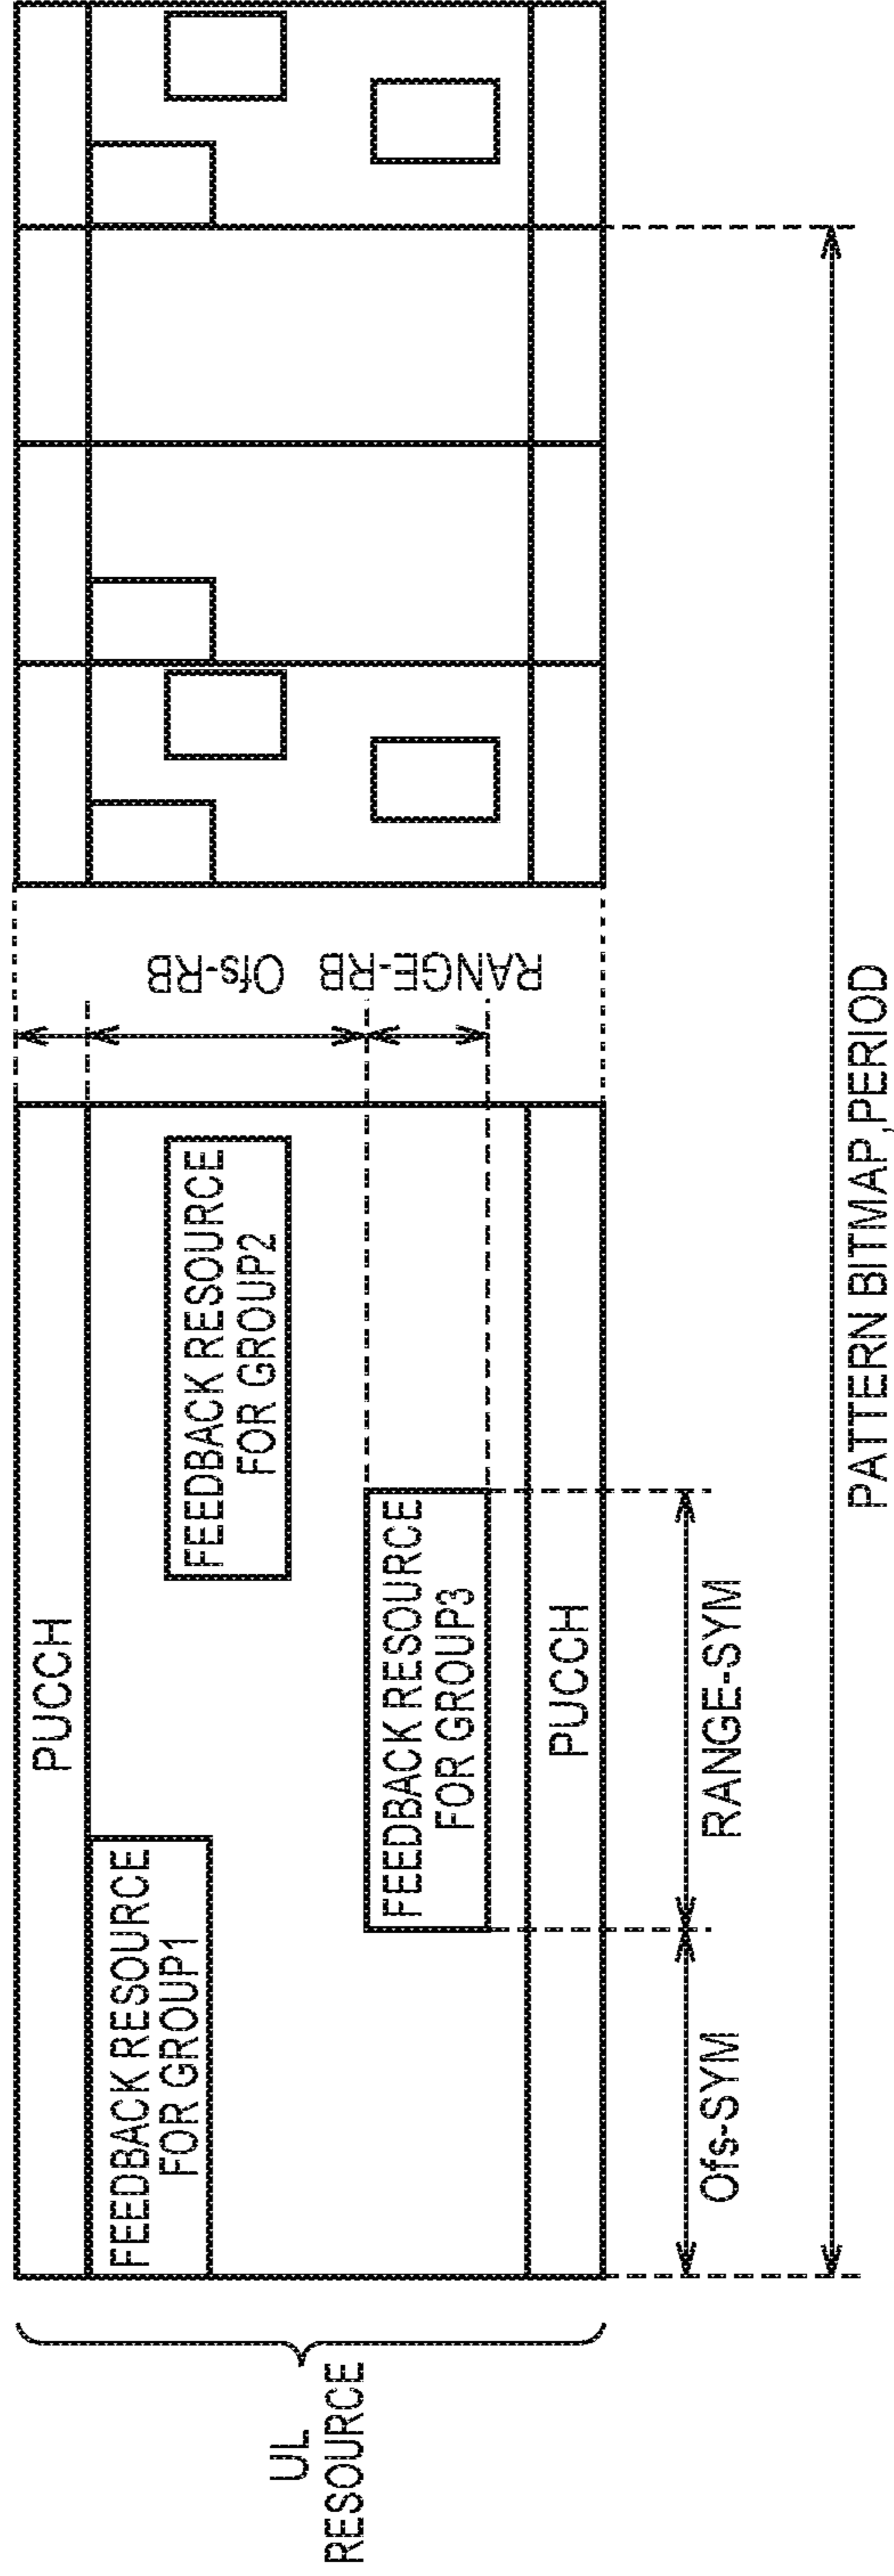 UL
RESOURCE
PUCCH
FEEDBACK RESOURCE
FOR GROUP1
FEEDBACK RESOURCE
FOR GROUP2
FEEDBACK RESOURCE
FOR GROUP3
PUCCH
Ofs-RB
RANGE-RB
Ofs-SYM
RANGE-SYM
PATTERN BITMAP,PERIOD